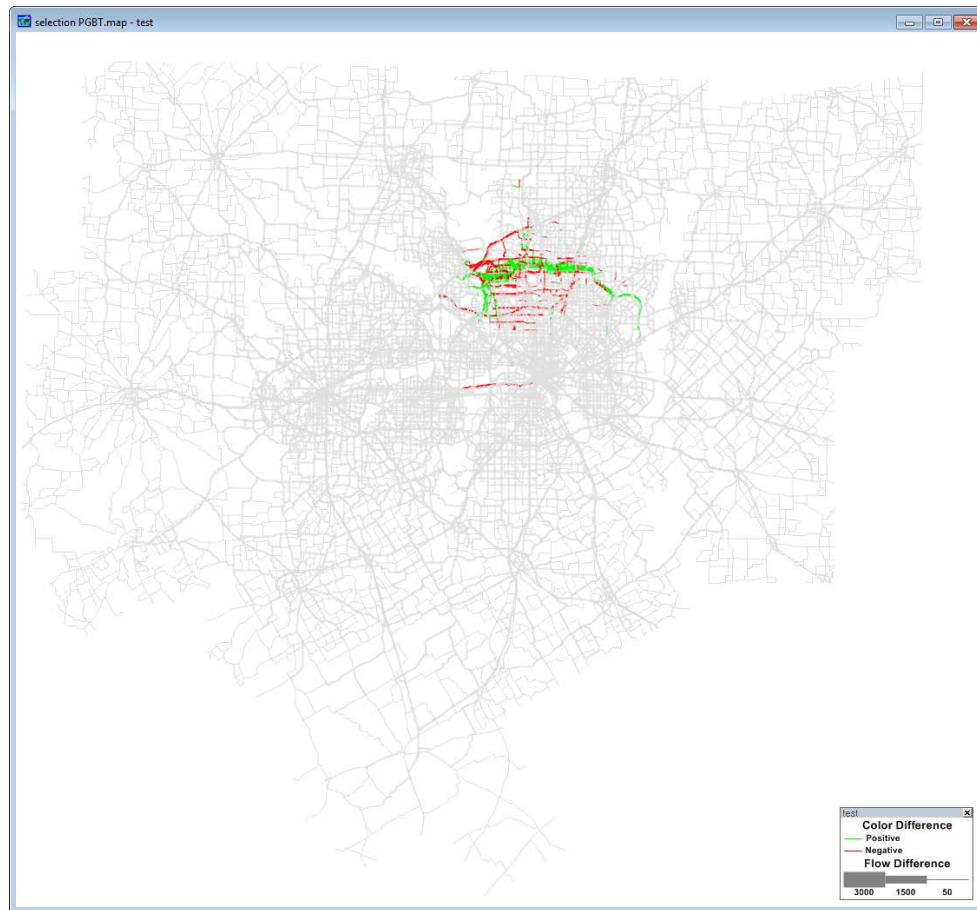 selection PGBT.map - test
test
Color Difference
Positive
Negative
Flow Difference
3000 1500 50